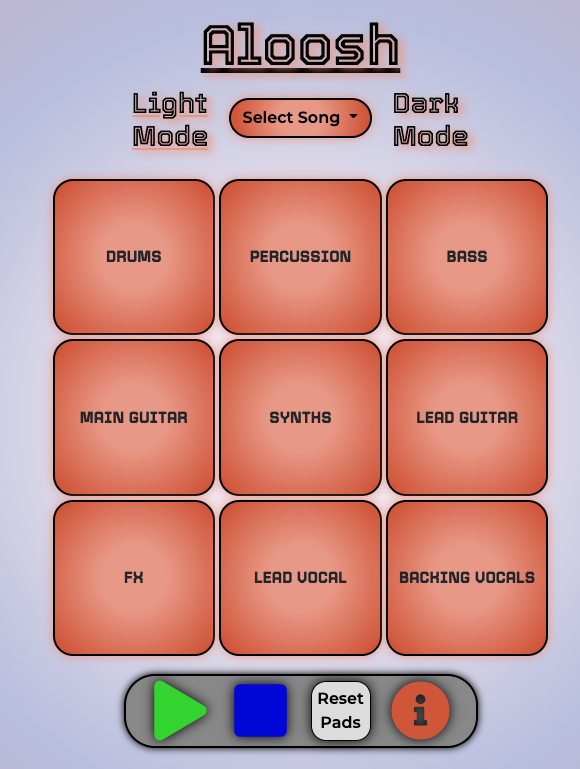 Aloosh
Light
Mode
Select Song
Dark
Mode
DRUMS
PERCUSSION
BASS
MAIN GUITAR
SYNTHS
LEAD GUITAR
FX
LEAD VOCAL
BACKING VOCALS
Reset
Pads